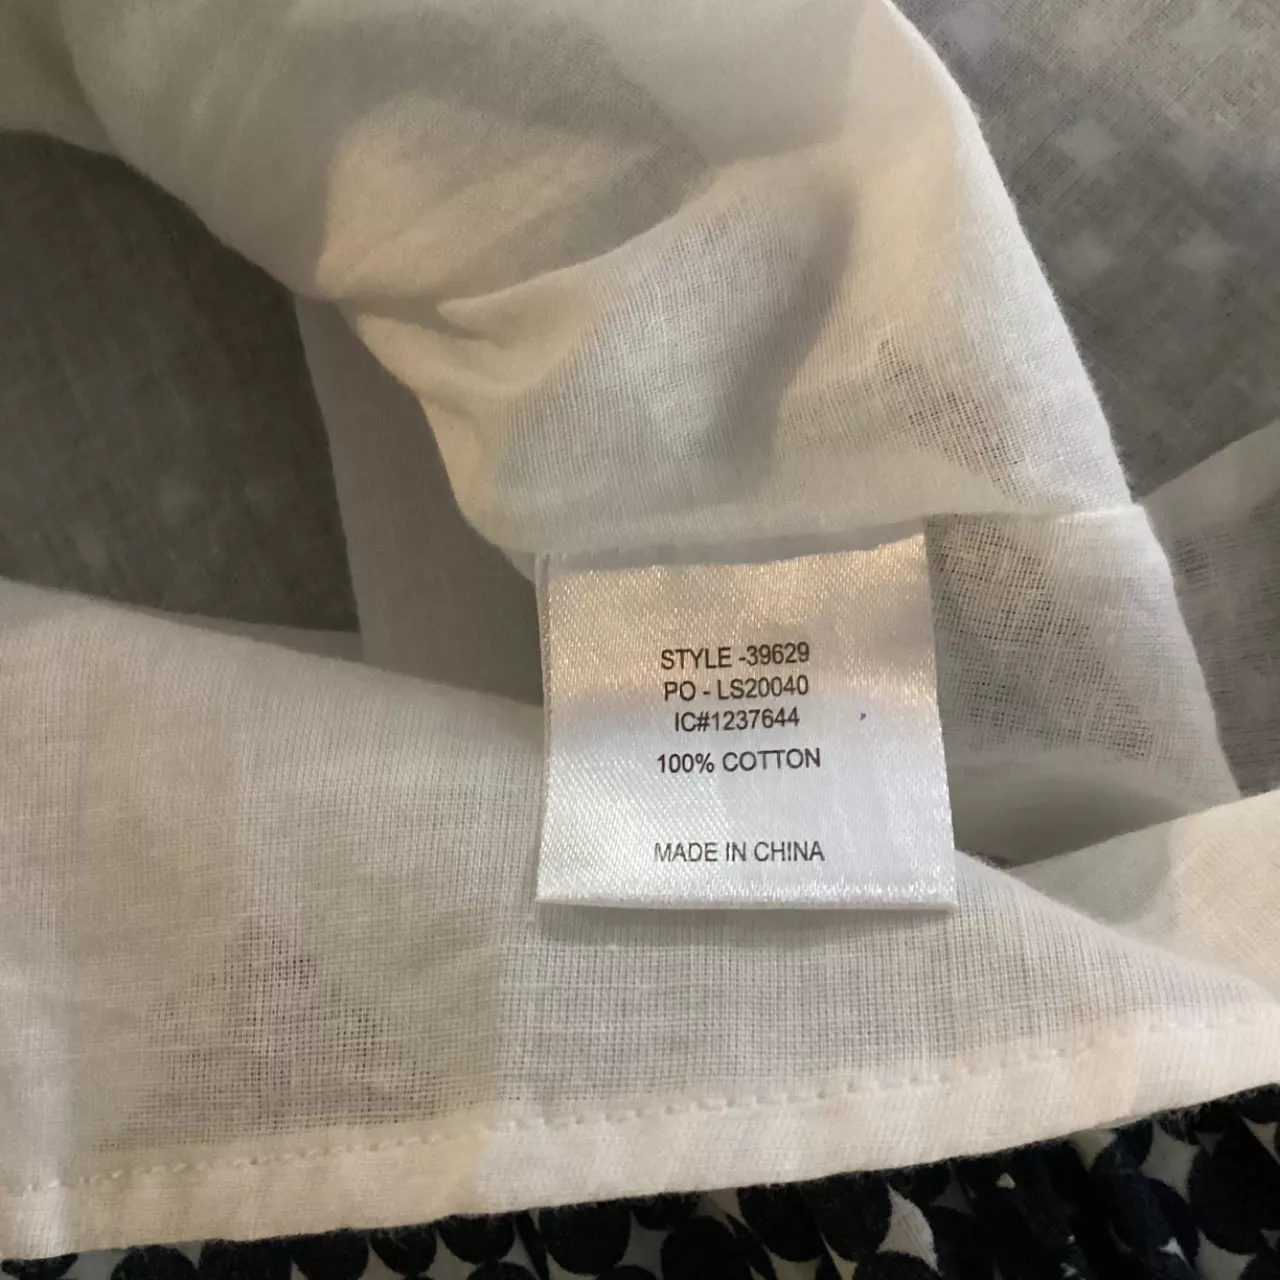 STYLE -39629
PO - LS20040
IC#1237644
100% COTTON
MADE IN CHINA